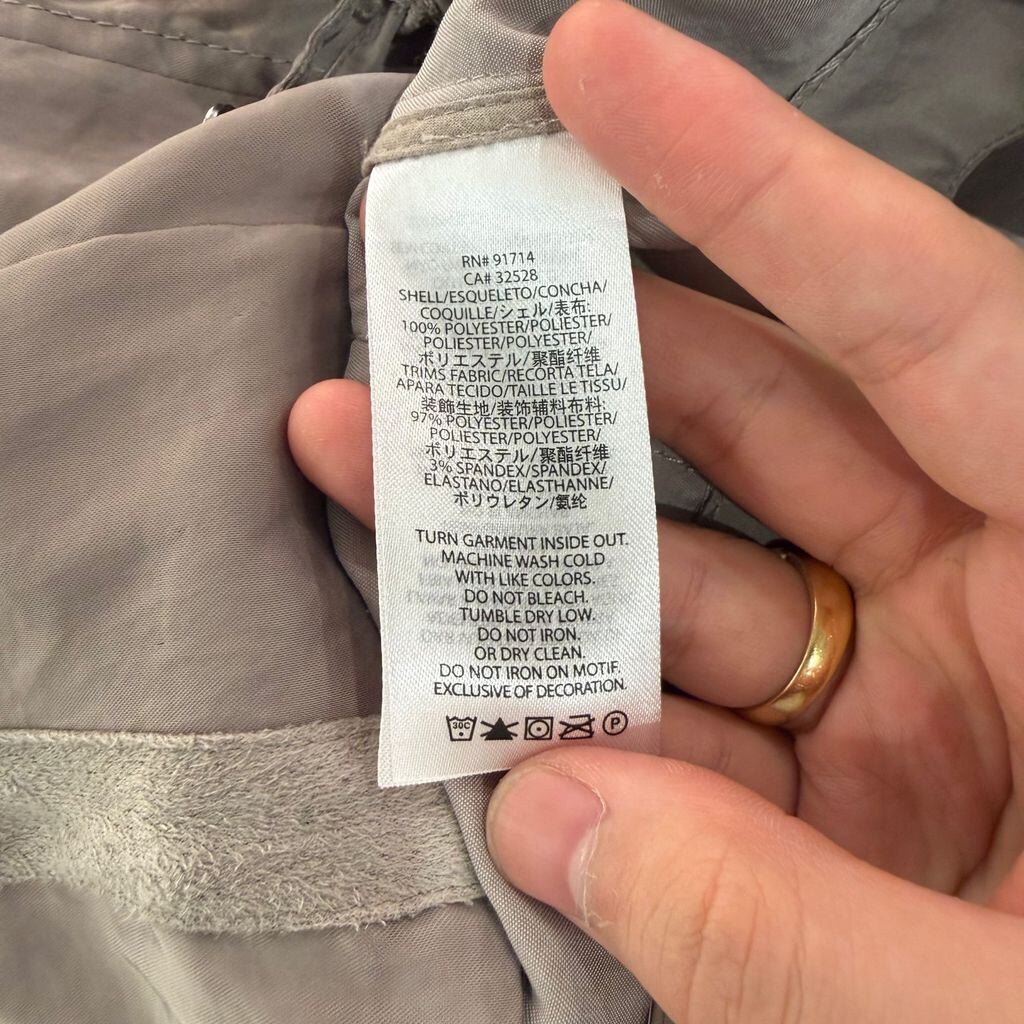 RN# 91714
CA# 32528
SHELL/ESQUELETO/CONCHA/
COQUILLE/シェル/表布:
100% POLYESTER/POLIESTER/
POLIESTER/POLYESTER/
ポリエステル/聚酯纤维
TRIMS FABRIC/RECORTA TELA/
APARA TECIDO/TAILLE LE TISSU/
装飾生地/装饰辅料布料:
97% POLYESTER/POLIESTER/
POLIESTER/POLYESTER/
ポリエステル/聚酯纤维
3% SPANDEX/SPANDEX/
ELASTANO/ELASTHANNE/
ポリウレタン/氨纶
TURN GARMENT INSIDE OUT.
MACHINE WASH COLD
WITH LIKE COLORS.
DO NOT BLEACH.
TUMBLE DRY LOW.
DO NOT IRON.
OR DRY CLEAN.
DO NOT IRON ON MOTIF.
EXCLUSIVE OF DECORATION.
30C P